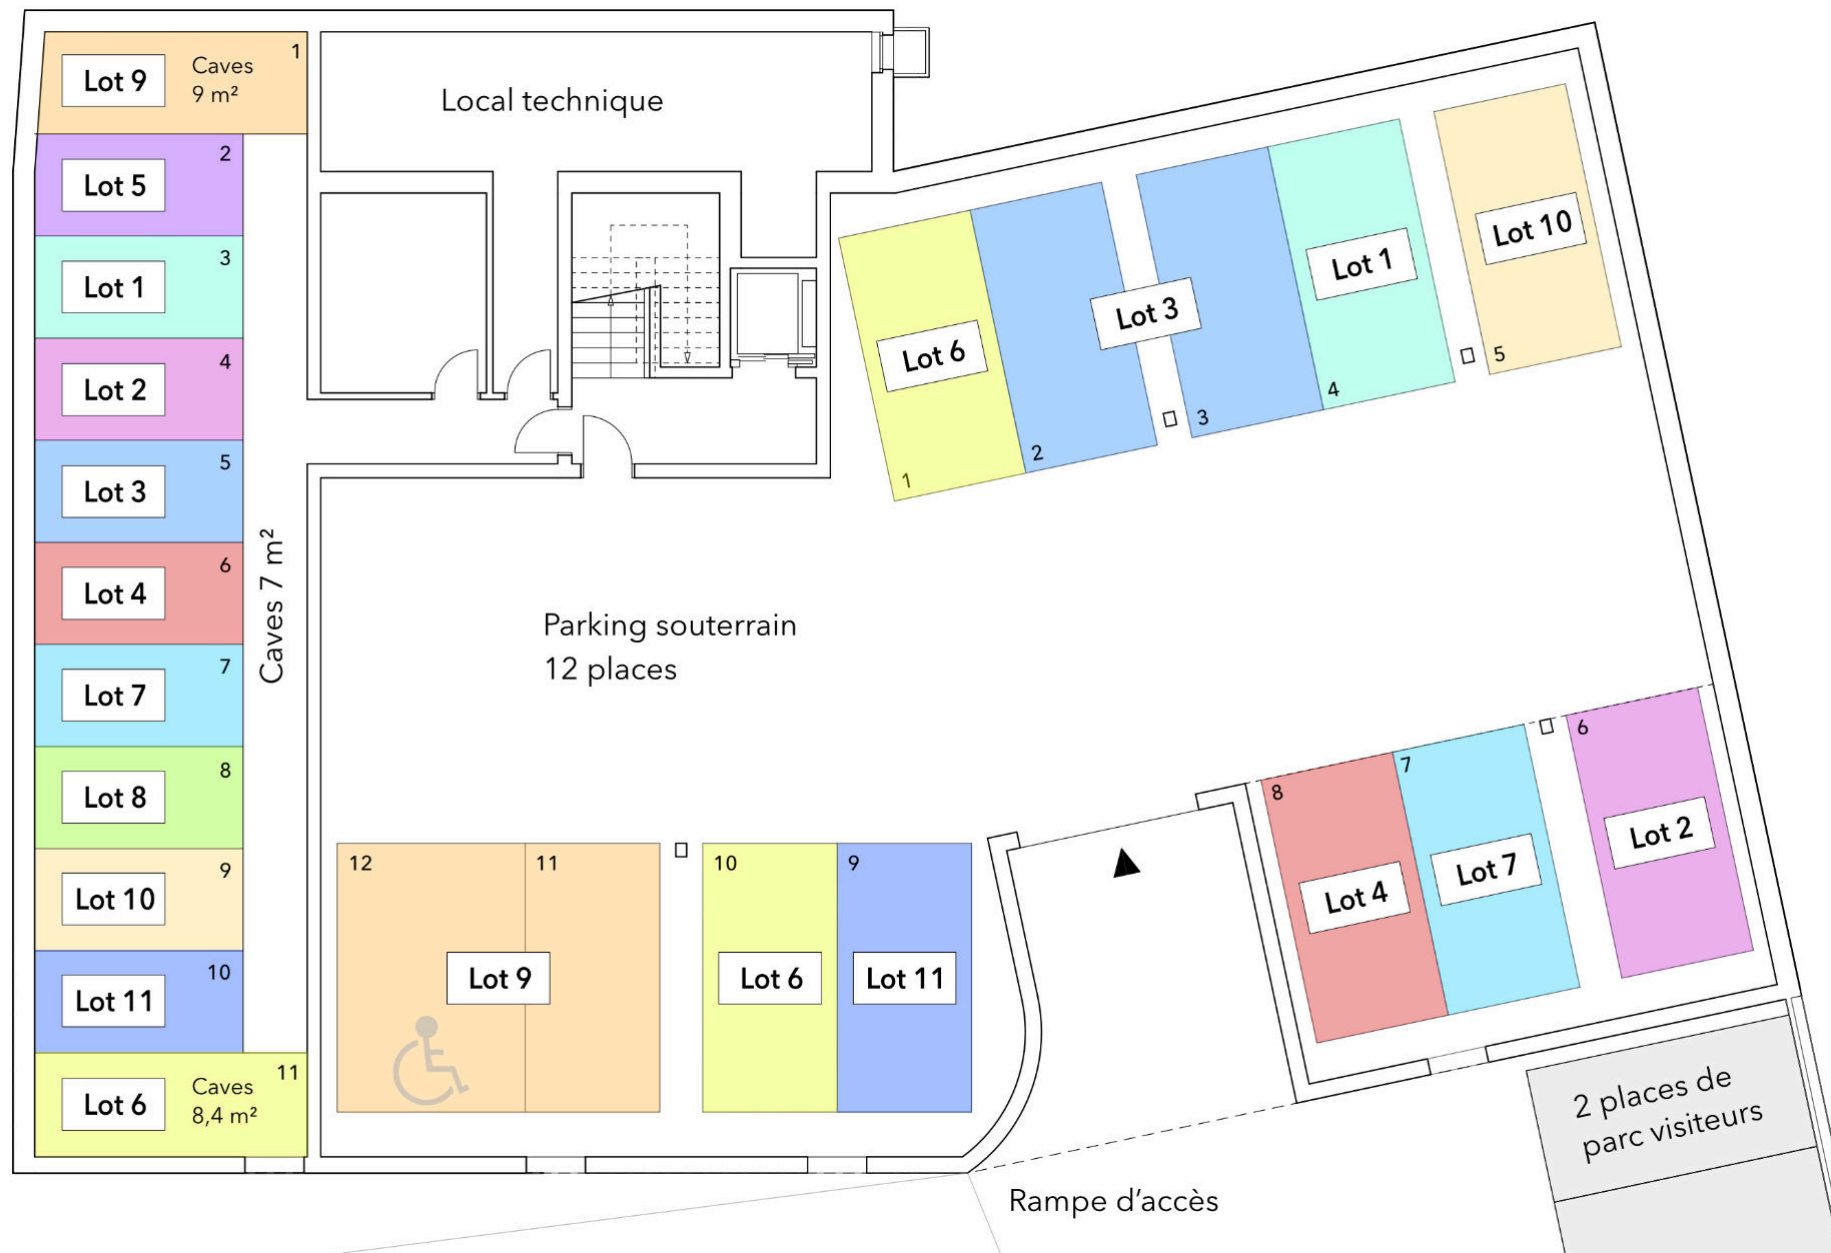 1
Lot 9
Caves
9 m²
2
Lot 5
3
Lot 1
4
Lot 2
5
Lot 3
6
Lot 4
7
Lot 7
8
Lot 8
9
Lot 10
10
Lot 11
11
Lot 6
Caves
8,4 m²
Caves 7 m²
Local technique
Lot 6
1
2
Lot 3
3
Lot 1
4
Lot 10
5
Parking souterrain
12 places
6
Lot 2
7
Lot 7
8
Lot 4
12
11
Lot 9
10
Lot 6
9
Lot 11
Rampe d’accès
2 places de
parc visiteurs